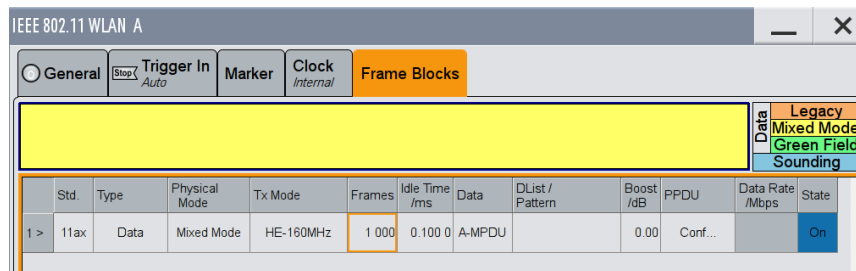 IEEE 802.11 WLAN A
General
Stop
Trigger In
Auto
Marker
Clock
Internal
Frame Blocks
Data
Legacy
Mixed Mode
Green Field
Sounding
Std. Type Physical Mode Tx Mode Frames Idle Time /ms Data DList / Pattern Boost /dB PPDU Data Rate /Mbps State
1 > 11ax Data Mixed Mode HE-160MHz 1 000 0.100 0 A-MPDU 0.00 Conf... On